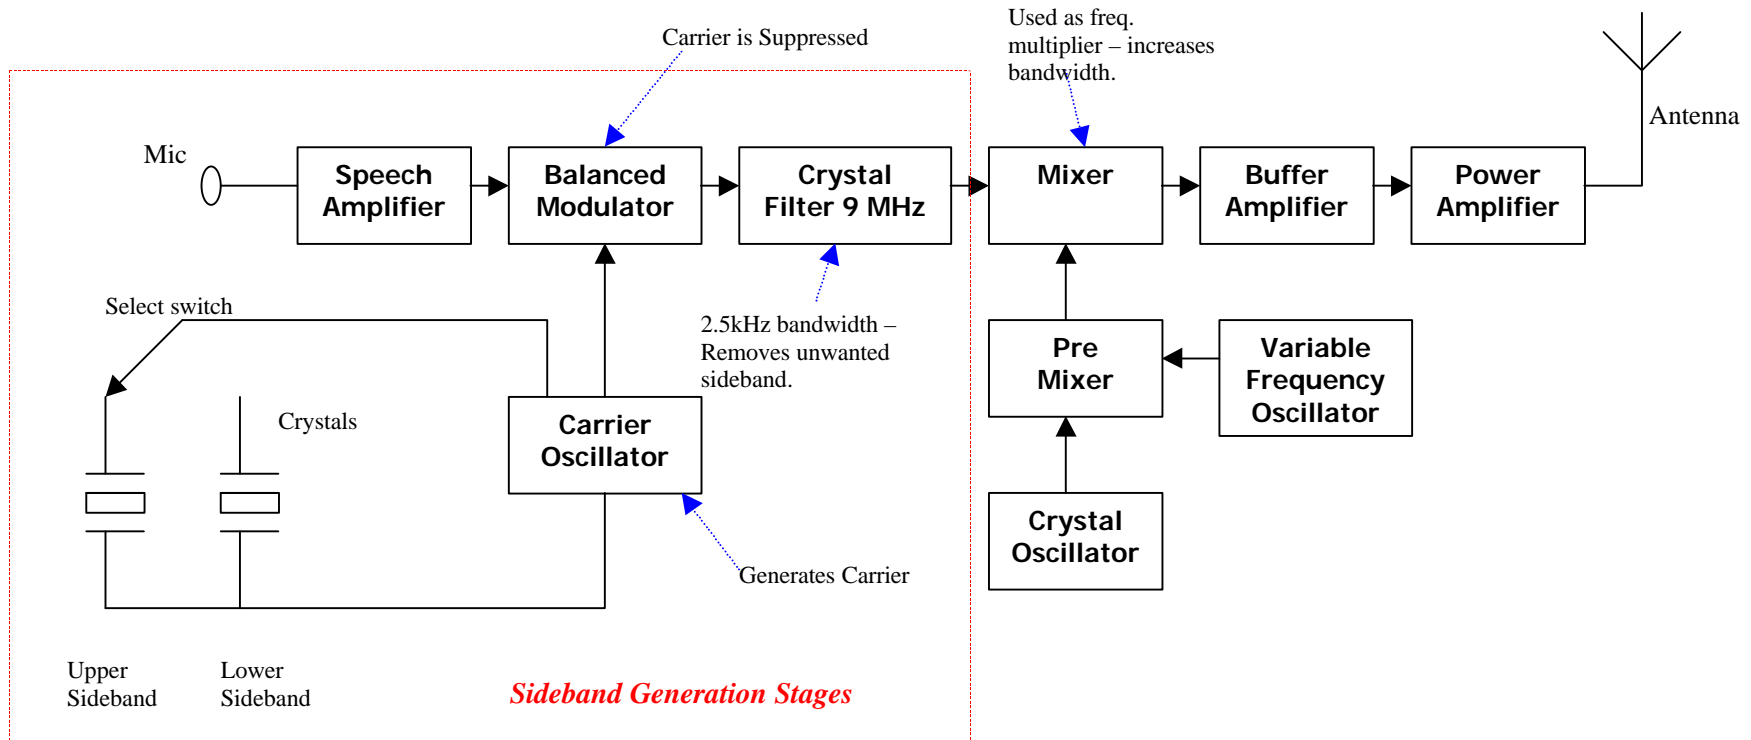 Carrier is Suppressed
Used as freq.
multiplier – increases
bandwidth.
Antenna
Mic
Speech
Amplifier
Balanced
Modulator
Crystal
Filter 9 MHz
Mixer
Buffer
Amplifier
Power
Amplifier
Select switch
2.5kHz bandwidth –
Removes unwanted
sideband.
Pre
Mixer
Variable
Frequency
Oscillator
Crystals
Carrier
Oscillator
Crystal
Oscillator
Generates Carrier
Upper
Sideband
Lower
Sideband
Sideband Generation Stages